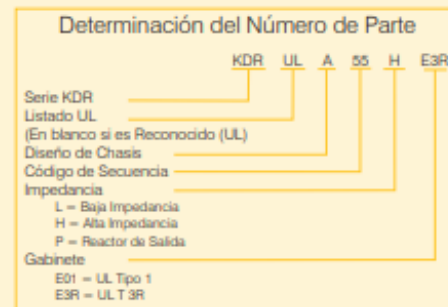 Determinación del Número de Parte
KDR UL A 55 H E3R
Serie KDR
Listado UL
(En blanco si es Reconocido (UL)
Diseño de Chasis
Código de Secuencia
Impedancia
L = Baja Impedancia
H = Alta Impedancia
P = Reactor de Salida
Gabinete
E01 = UL Tipo 1
E3R = UL T 3R